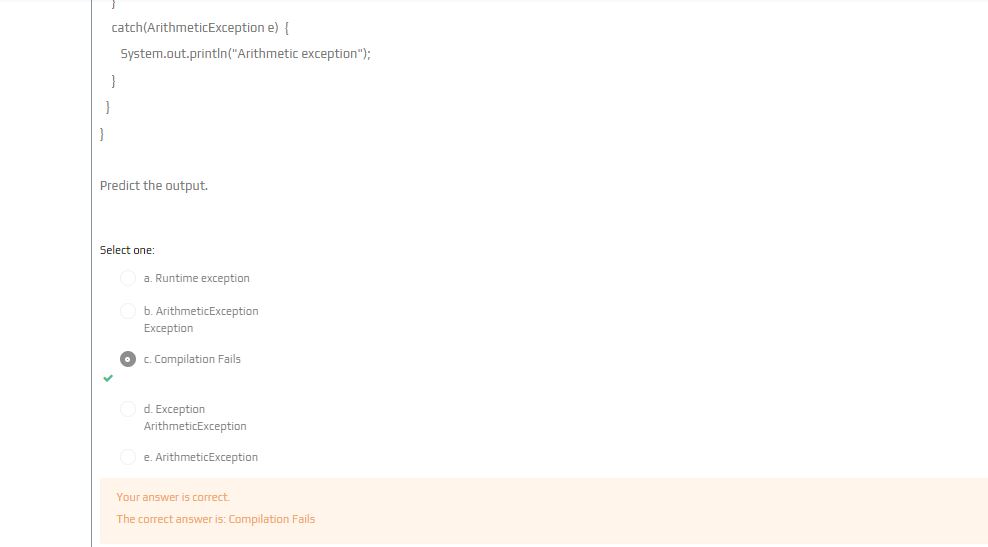 }
catch(ArithmeticException e) {
System.out.println("Arithmetic exception");
}
}
}
Predict the output.
Select one:
a. Runtime exception
b. ArithmeticException
Exception
c. Compilation Fails
d. Exception
ArithmeticException
e. ArithmeticException
Your answer is correct.
The correct answer is: Compilation Fails